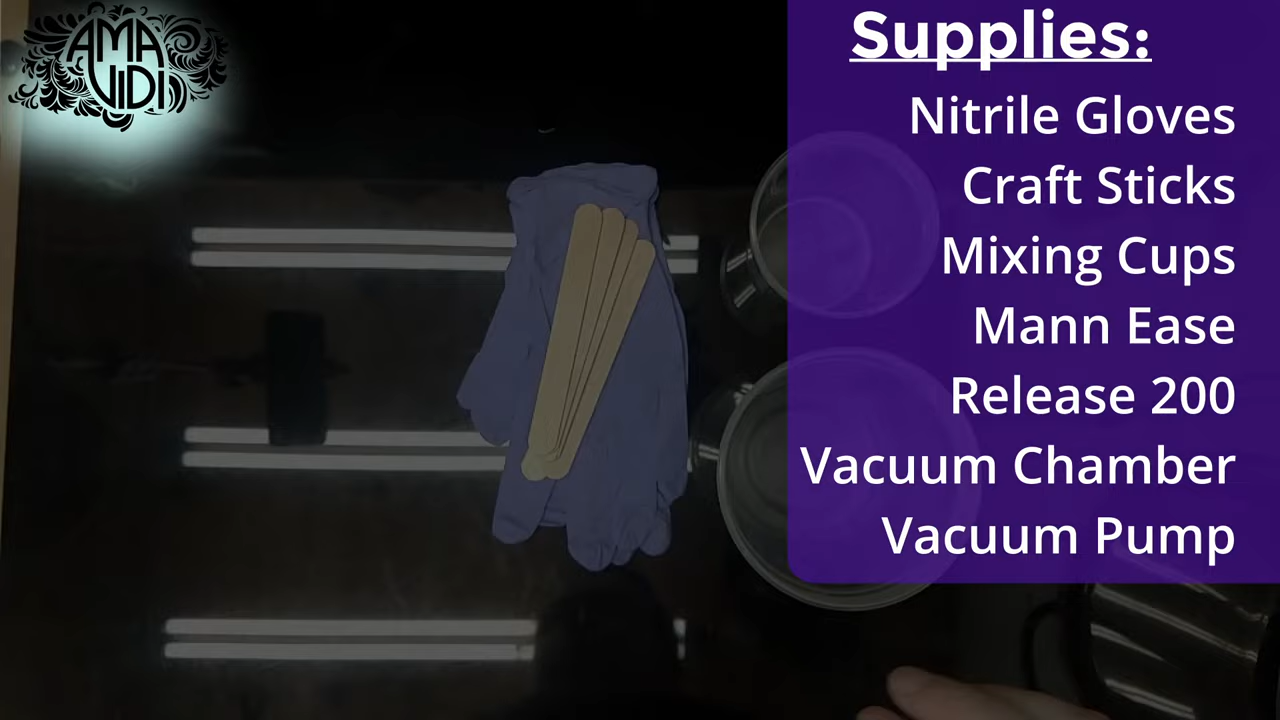 AMA
VIDI
Supplies:
Nitrile Gloves
Craft Sticks
Mixing Cups
Mann Ease
Release 200
Vacuum Chamber
Vacuum Pump